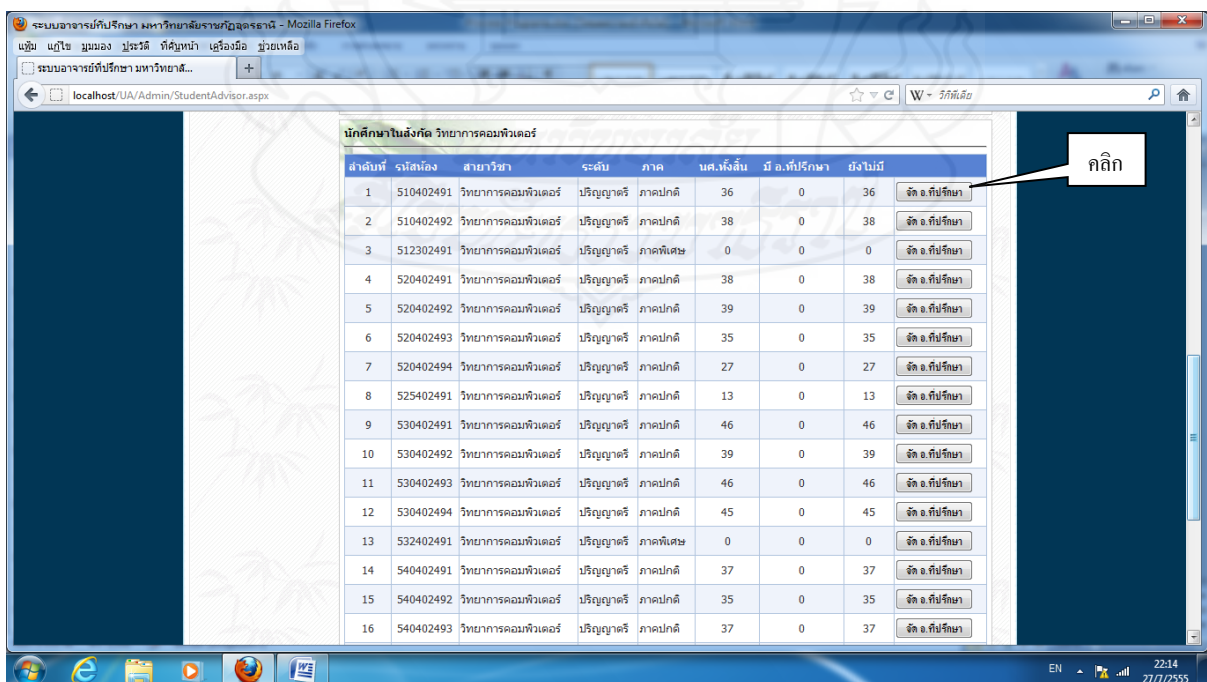 ระบบอาจารย์ที่ปรึกษา มหาวิทยาลัยราชภัฏอุดรธานี - Mozilla Firefox
แฟ้ม แก้ไข มุมมอง ประวัติ ที่คั่นหน้า เครื่องมือ ช่วยเหลือ
ระบบอาจารย์ที่ปรึกษา มหาวิทยาลั... +
localhost/UA/Admin/StudentAdvisor.aspx W วิกิพีเดีย
นักศึกษาในสังกัด วิทยาการคอมพิวเตอร์
คลิก
ลำดับที่ รหัสห้อง สายาวิชา ระดับ ภาค นศ.ทั้งสิ้น มี อ.ที่ปรึกษา ยังไม่มี
1 510402491 วิทยาการคอมพิวเตอร์ ปริญญาตรี ภาคปกติ 36 0 36 จัด อ.ที่ปรึกษา
2 510402492 วิทยาการคอมพิวเตอร์ ปริญญาตรี ภาคปกติ 38 0 38 จัด อ.ที่ปรึกษา
3 512302491 วิทยาการคอมพิวเตอร์ ปริญญาตรี ภาคพิเศษ 0 0 0 จัด อ.ที่ปรึกษา
4 520402491 วิทยาการคอมพิวเตอร์ ปริญญาตรี ภาคปกติ 38 0 38 จัด อ.ที่ปรึกษา
5 520402492 วิทยาการคอมพิวเตอร์ ปริญญาตรี ภาคปกติ 39 0 39 จัด อ.ที่ปรึกษา
6 520402493 วิทยาการคอมพิวเตอร์ ปริญญาตรี ภาคปกติ 35 0 35 จัด อ.ที่ปรึกษา
7 520402494 วิทยาการคอมพิวเตอร์ ปริญญาตรี ภาคปกติ 27 0 27 จัด อ.ที่ปรึกษา
8 525402491 วิทยาการคอมพิวเตอร์ ปริญญาตรี ภาคปกติ 13 0 13 จัด อ.ที่ปรึกษา
9 530402491 วิทยาการคอมพิวเตอร์ ปริญญาตรี ภาคปกติ 46 0 46 จัด อ.ที่ปรึกษา
10 530402492 วิทยาการคอมพิวเตอร์ ปริญญาตรี ภาคปกติ 39 0 39 จัด อ.ที่ปรึกษา
11 530402493 วิทยาการคอมพิวเตอร์ ปริญญาตรี ภาคปกติ 46 0 46 จัด อ.ที่ปรึกษา
12 530402494 วิทยาการคอมพิวเตอร์ ปริญญาตรี ภาคปกติ 45 0 45 จัด อ.ที่ปรึกษา
13 532402491 วิทยาการคอมพิวเตอร์ ปริญญาตรี ภาคพิเศษ 0 0 0 จัด อ.ที่ปรึกษา
14 540402491 วิทยาการคอมพิวเตอร์ ปริญญาตรี ภาคปกติ 37 0 37 จัด อ.ที่ปรึกษา
15 540402492 วิทยาการคอมพิวเตอร์ ปริญญาตรี ภาคปกติ 35 0 35 จัด อ.ที่ปรึกษา
16 540402493 วิทยาการคอมพิวเตอร์ ปริญญาตรี ภาคปกติ 37 0 37 จัด อ.ที่ปรึกษา
EN 22:14
27/7/2555